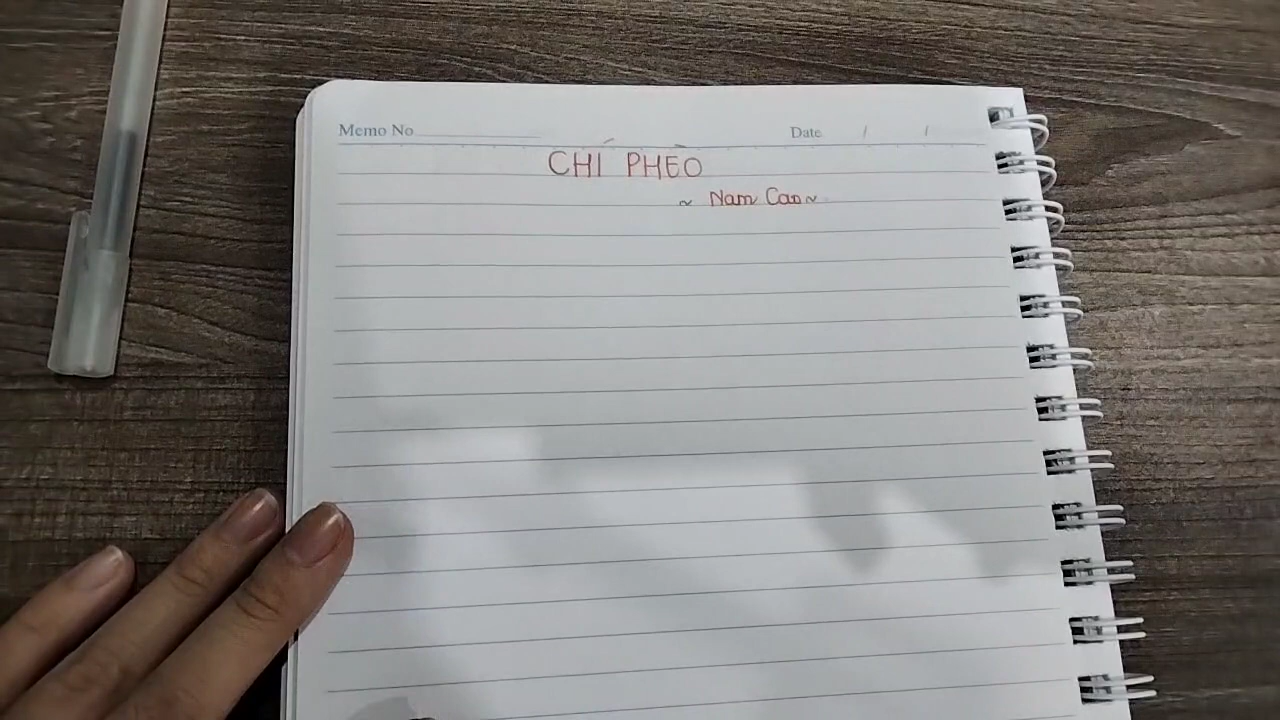 Memo No
Date / /
CHÍ PHÈO
~ Nam Cao ~